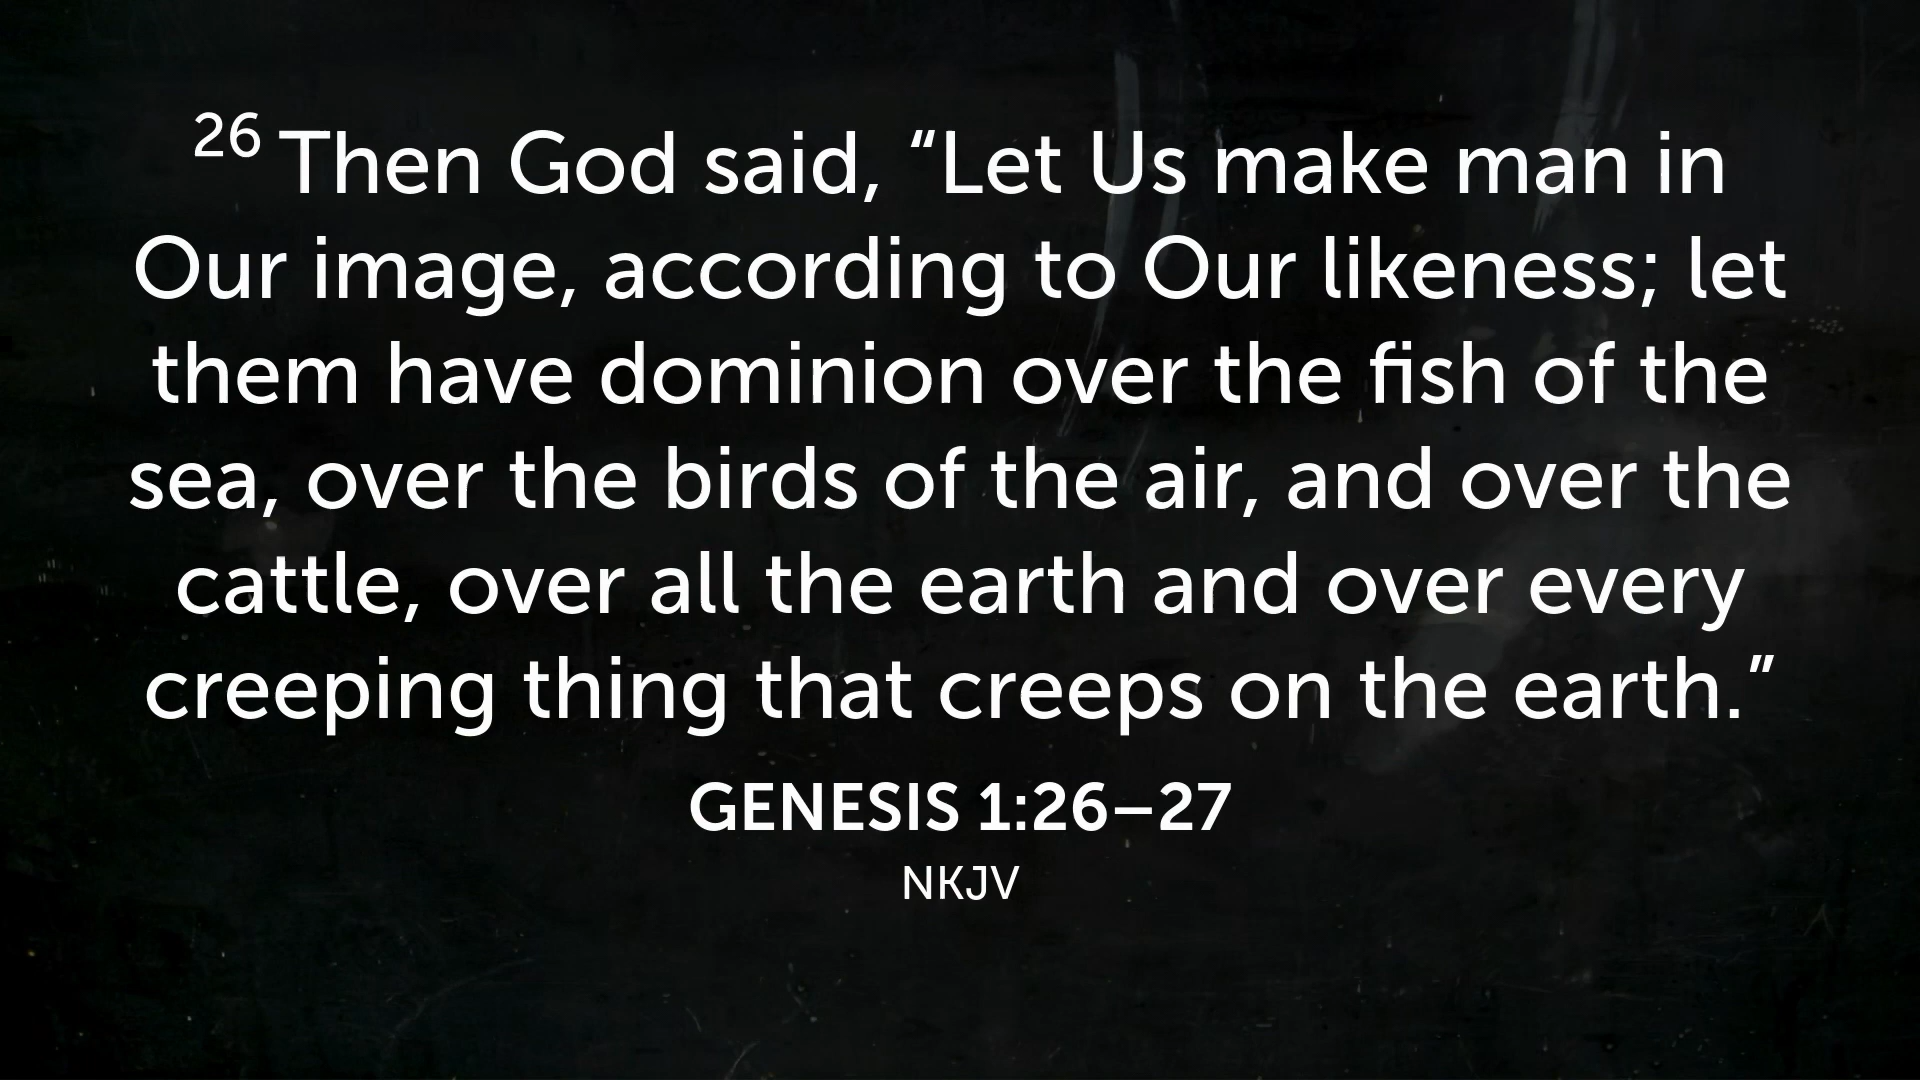 26 Then God said, “Let Us make man in
Our image, according to Our likeness; let
them have dominion over the fish of the
sea, over the birds of the air, and over the
cattle, over all the earth and over every
creeping thing that creeps on the earth.”
GENESIS 1:26–27
NKJV